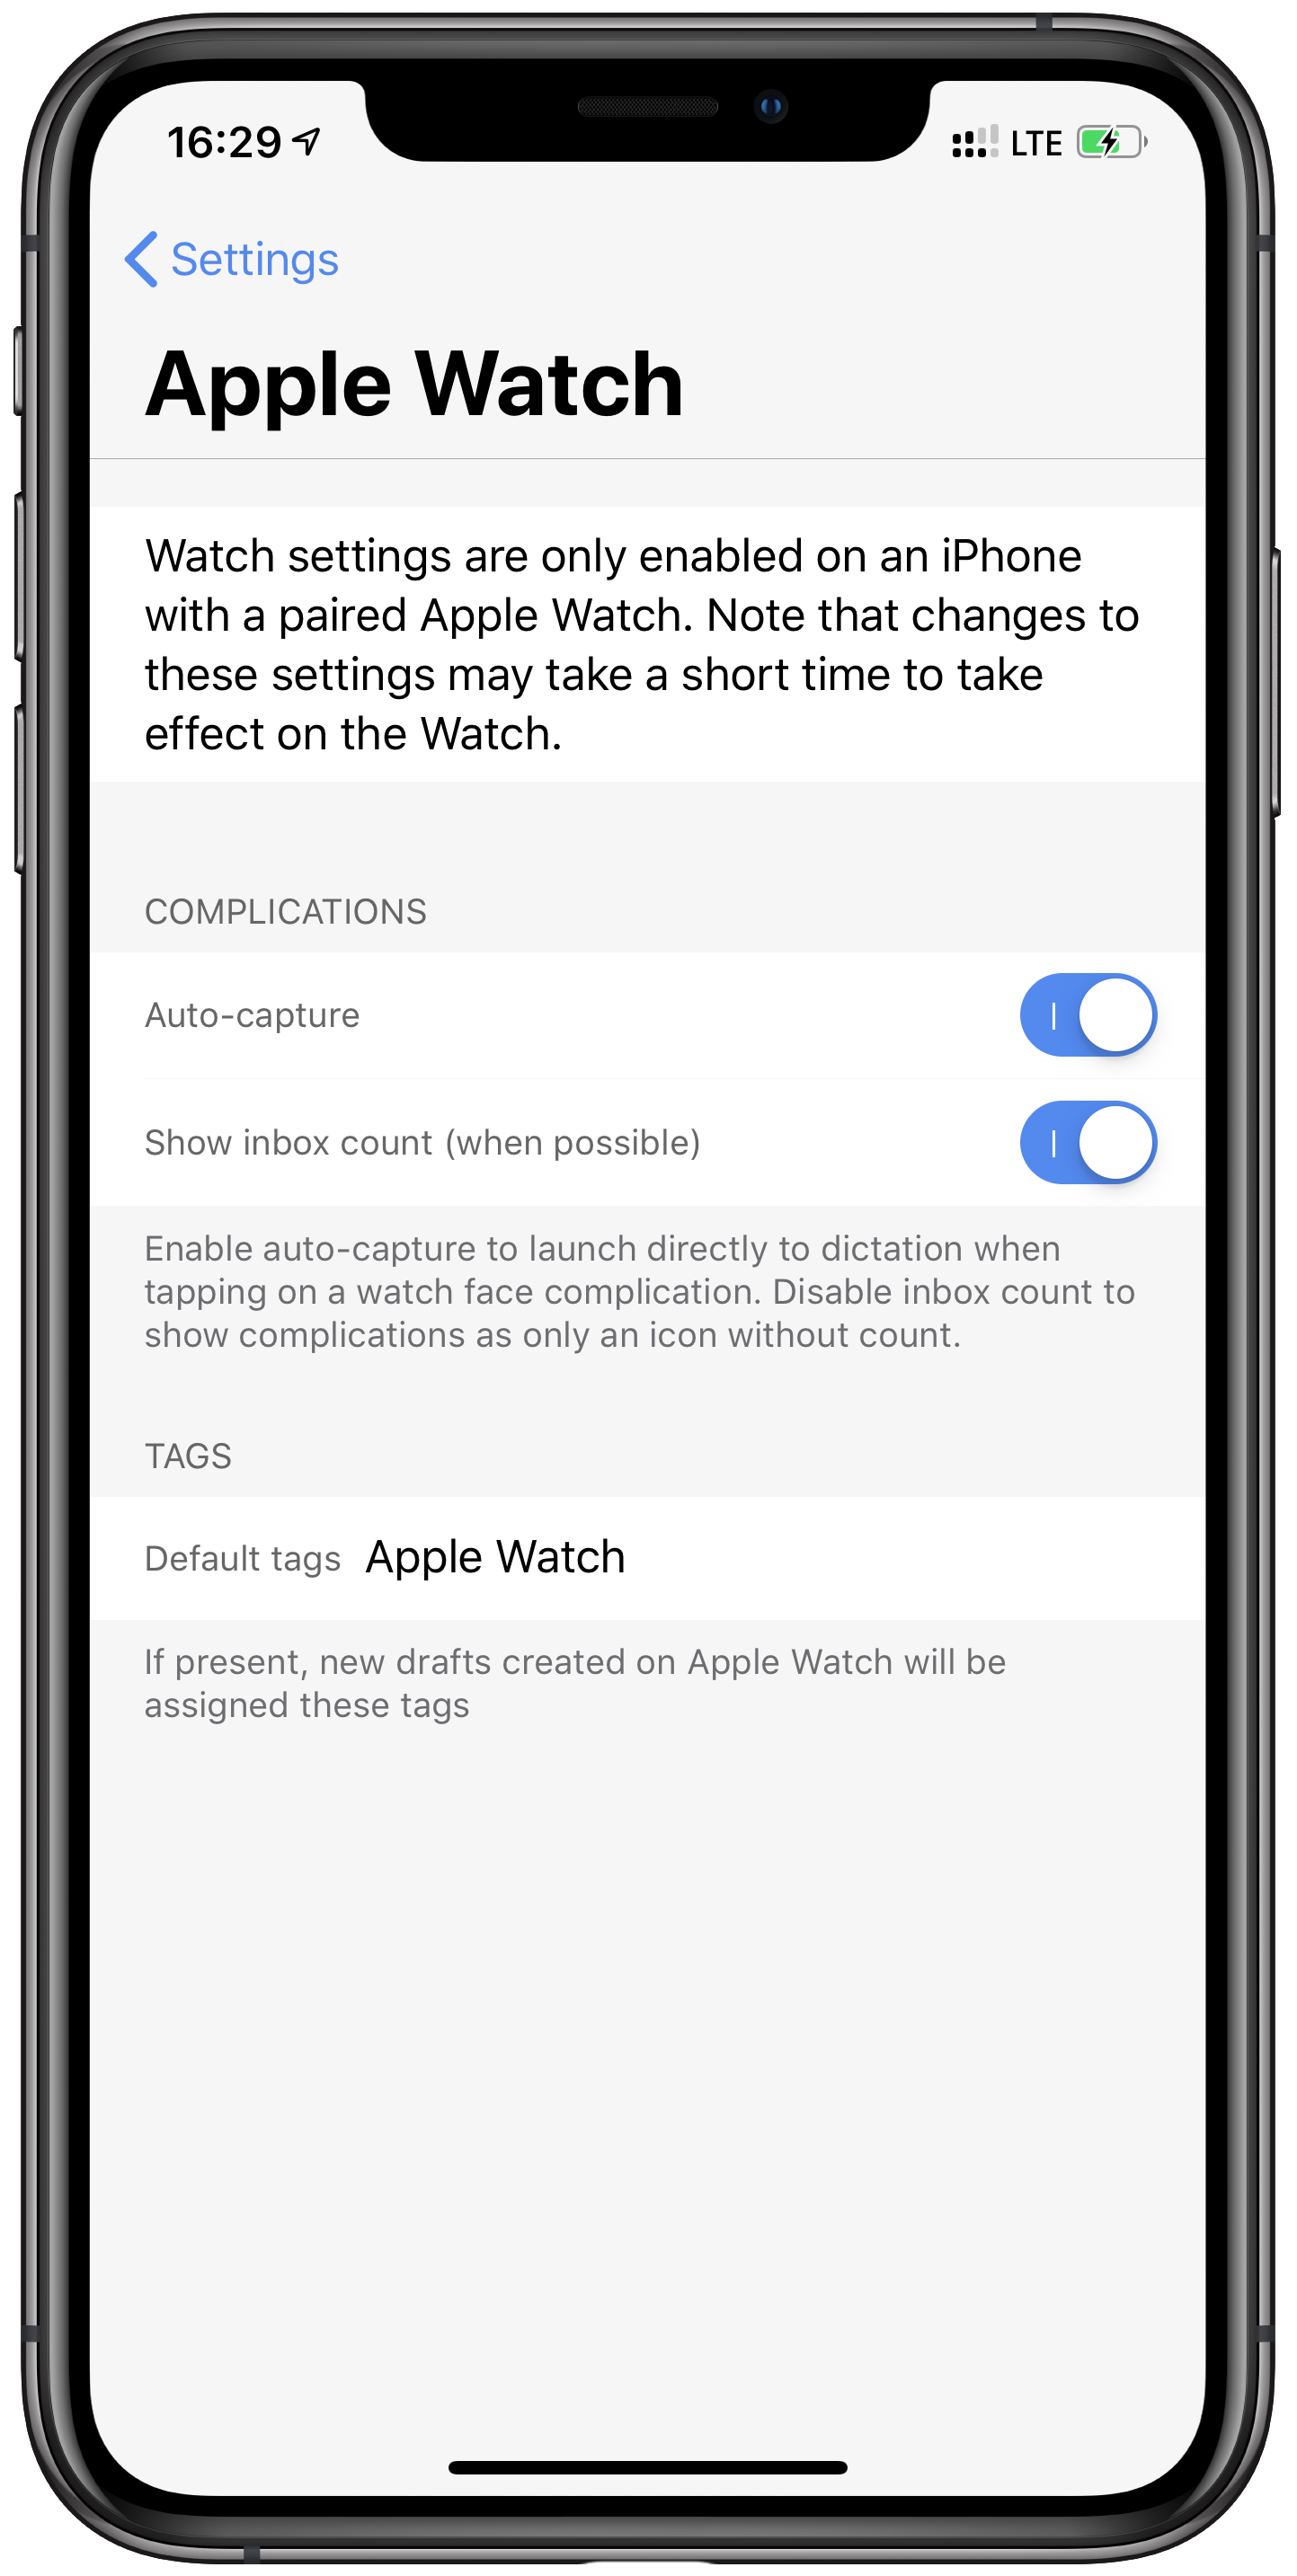 16:29 LTE
Settings
Apple Watch
Watch settings are only enabled on an iPhone
with a paired Apple Watch. Note that changes to
these settings may take a short time to take
effect on the Watch.
COMPLICATIONS
Auto-capture
Show inbox count (when possible)
Enable auto-capture to launch directly to dictation when
tapping on a watch face complication. Disable inbox count to
show complications as only an icon without count.
TAGS
Default tags Apple Watch
If present, new drafts created on Apple Watch will be
assigned these tags